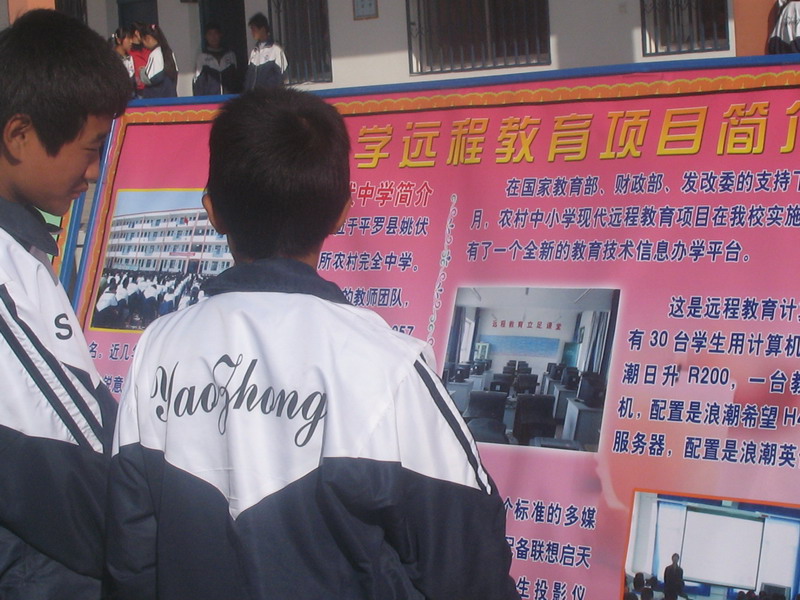 学远程教育项目简介
中学简介
于平罗县姚伏
所农村完全中学。
的教师团队，
名。近几
在国家教育部、财政部、发改委的支持下
月，农村中小学现代远程教育项目在我校实施
有了一个全新的教育技术信息办学平台。
这是远程教育计
有 30 台学生用计算机
潮日升 R200，一台教
机，配置是浪潮希望 H4
服务器，配置是浪潮英
个标准的多媒
备联想启天
生投影仪
S
YaoZhong